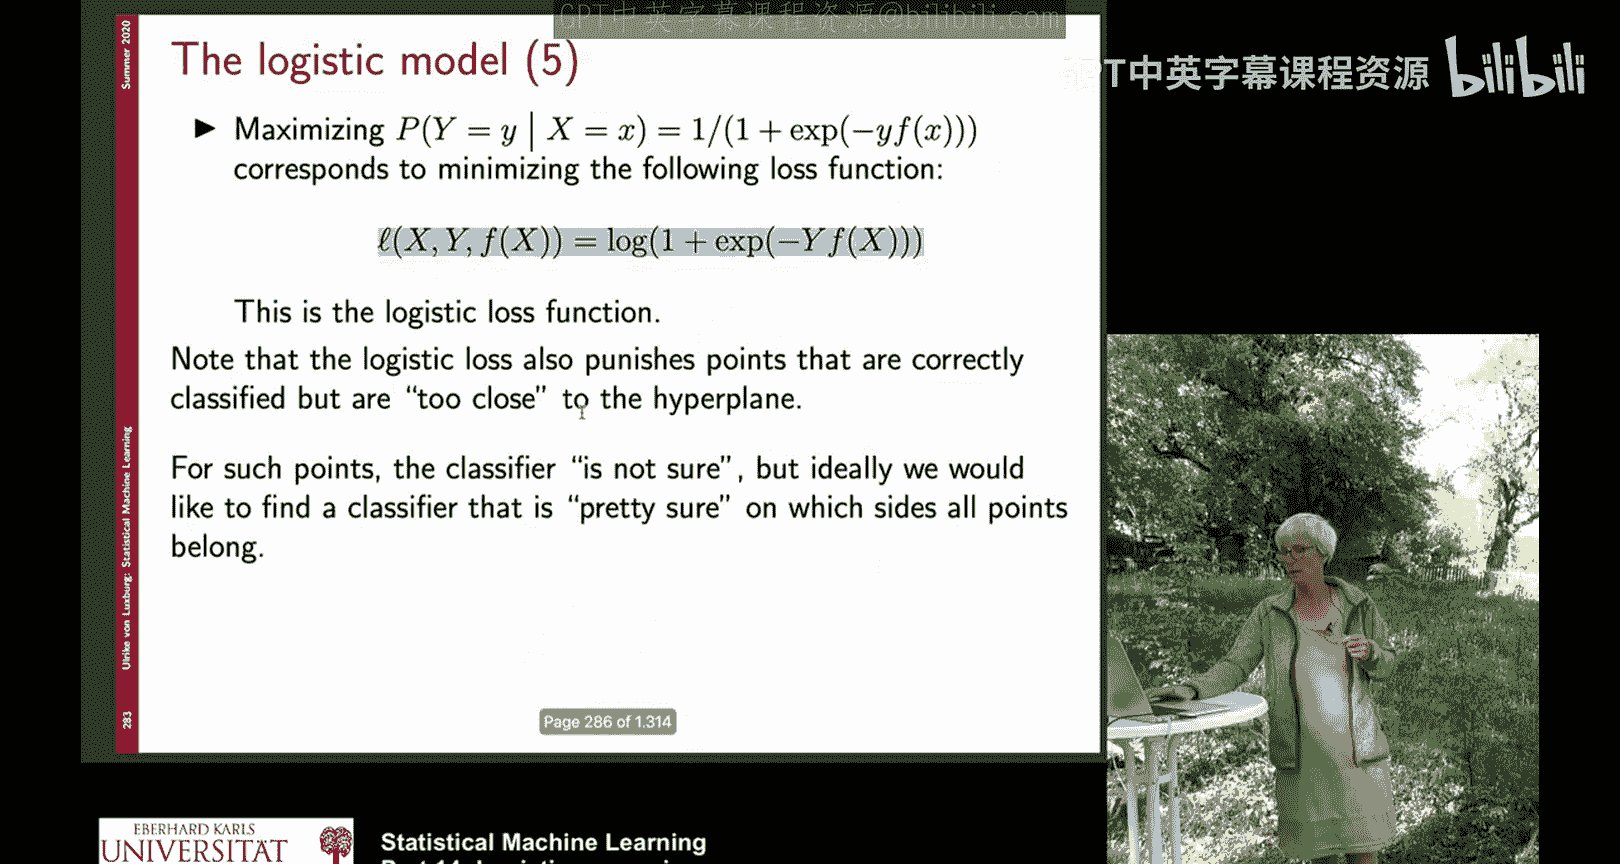 GPT中英字幕课程资源@bilibili.com
PT中英字幕课程资源 bilibili
Summer 2020
The logistic model (5)
► Maximizing P(Y = y | X = x) = 1/(1 + exp(−yf(x)))
corresponds to minimizing the following loss function:
ℓ(X, Y, f(X)) = log(1 + exp(−Y f(X)))
This is the logistic loss function.
Note that the logistic loss also punishes points that are correctly
classified but are “too close” to the hyperplane.
For such points, the classifier “is not sure”, but ideally we would
like to find a classifier that is “pretty sure” on which sides all points
belong.
Ulrike von Luxburg: Statistical Machine Learning
283
Page 286 of 1.314
EBERHARD KARLS
UNIVERSITÄT
Statistical Machine Learning